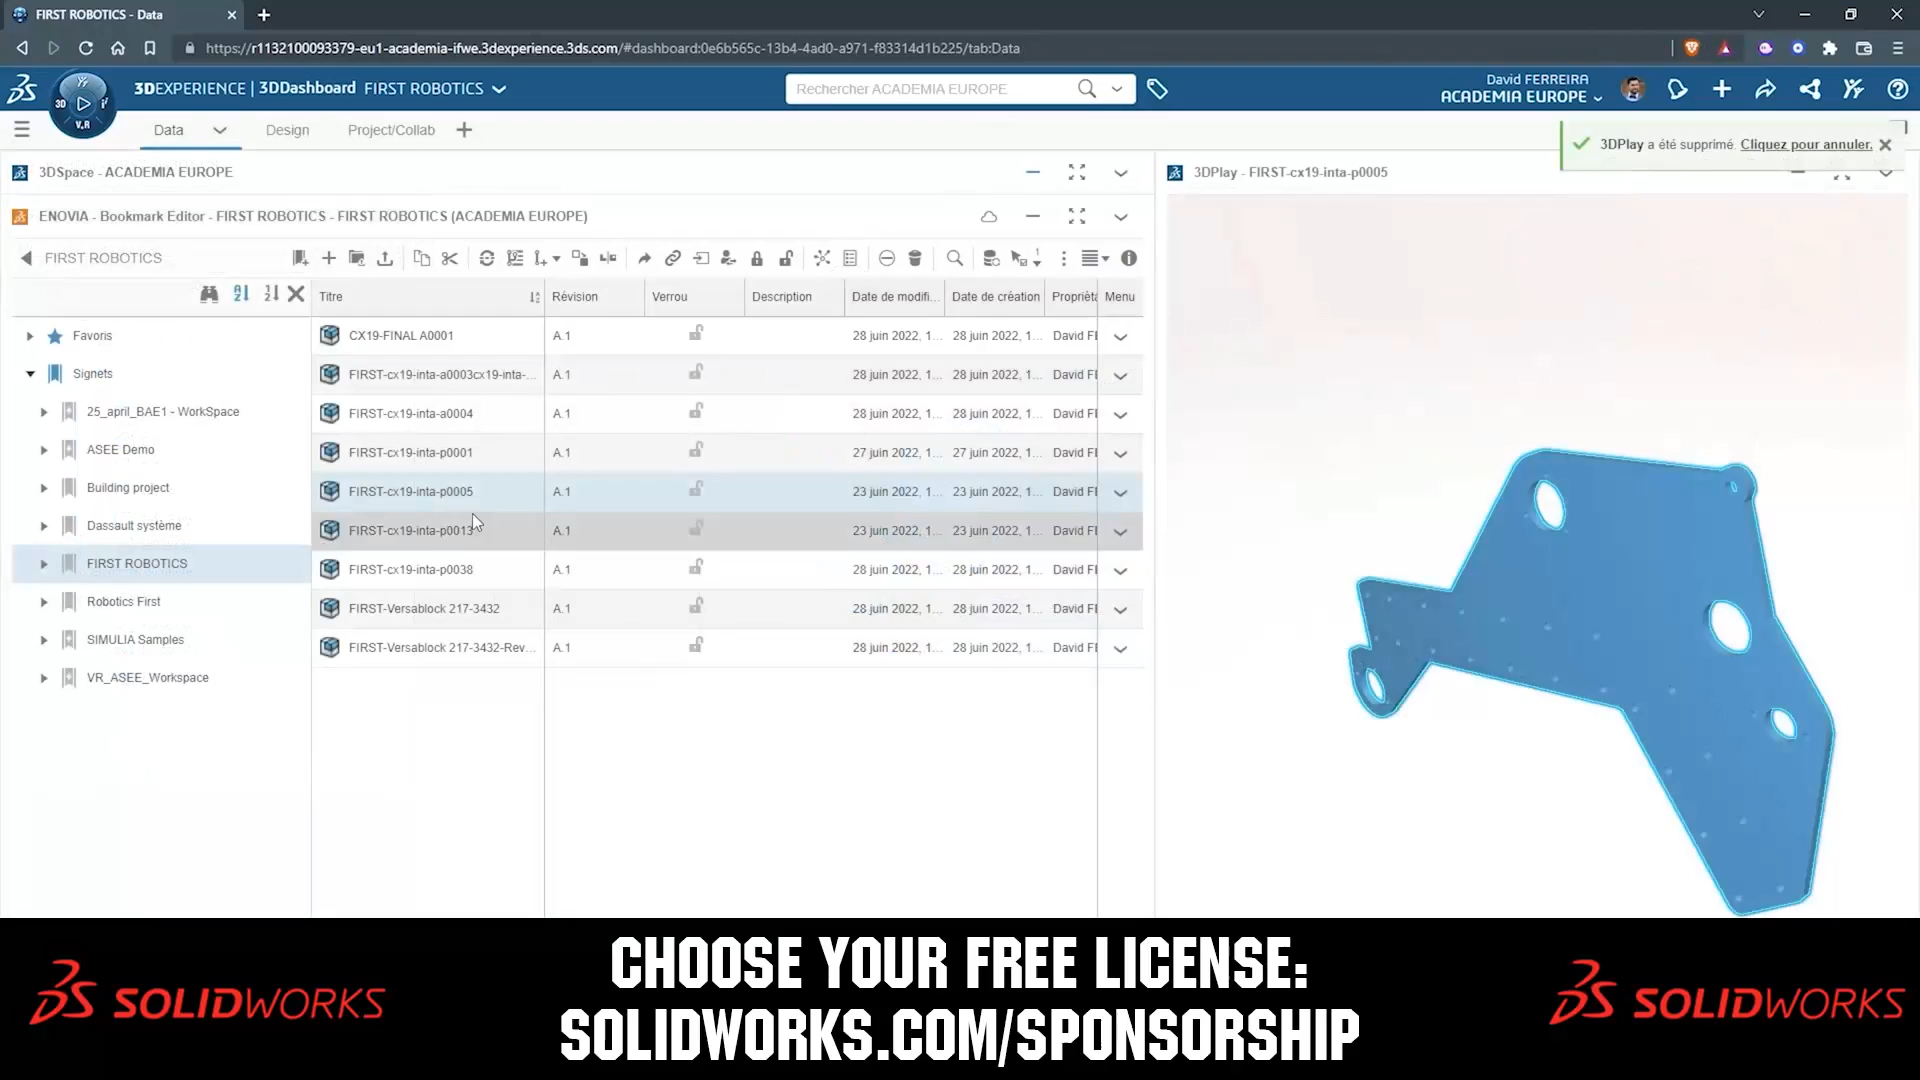 FIRST ROBOTICS - Data
https://r1132100093379-eu1-academia-ifwe.3dexperience.3ds.com/#dashboard:0e6b565c-13b4-4ad0-a971-f83314d1b225/tab:Data
3DEXPERIENCE | 3DDashboard FIRST ROBOTICS
Rechercher ACADEMIA EUROPE
David FERREIRA
ACADEMIA EUROPE
3D
V,R
Data
Design
Project/Collab
3DPlay a été supprimé. Cliquez pour annuler.
3DSpace - ACADEMIA EUROPE
3DPlay - FIRST-cx19-inta-p0005
ENOVIA - Bookmark Editor - FIRST ROBOTICS - FIRST ROBOTICS (ACADEMIA EUROPE)
FIRST ROBOTICS
Titre Révision Verrou Description Date de modifi... Date de création Propriéta Menu
Favoris
Signets
25_april_BAE1 - WorkSpace
ASEE Demo
Building project
Dassault système
FIRST ROBOTICS
Robotics First
SIMULIA Samples
VR_ASEE_Workspace
CX19-FINAL A0001 A.1 28 juin 2022, 1... 28 juin 2022, 1... David FE
FIRST-cx19-inta-a0003cx19-inta-... A.1 28 juin 2022, 1... 28 juin 2022, 1... David FE
FIRST-cx19-inta-a0004 A.1 28 juin 2022, 1... 28 juin 2022, 1... David FE
FIRST-cx19-inta-p0001 A.1 27 juin 2022, 1... 27 juin 2022, 1... David FE
FIRST-cx19-inta-p0005 A.1 23 juin 2022, 1... 23 juin 2022, 1... David FE
FIRST-cx19-inta-p0013 A.1 23 juin 2022, 1... 23 juin 2022, 1... David FE
FIRST-cx19-inta-p0038 A.1 28 juin 2022, 1... 28 juin 2022, 1... David FE
FIRST-Versablock 217-3432 A.1 28 juin 2022, 1... 28 juin 2022, 1... David FE
FIRST-Versablock 217-3432-Rev... A.1 28 juin 2022, 1... 28 juin 2022, 1... David FE
SOLIDWORKS
CHOOSE YOUR FREE LICENSE:
SOLIDWORKS.COM/SPONSORSHIP
SOLIDWORKS